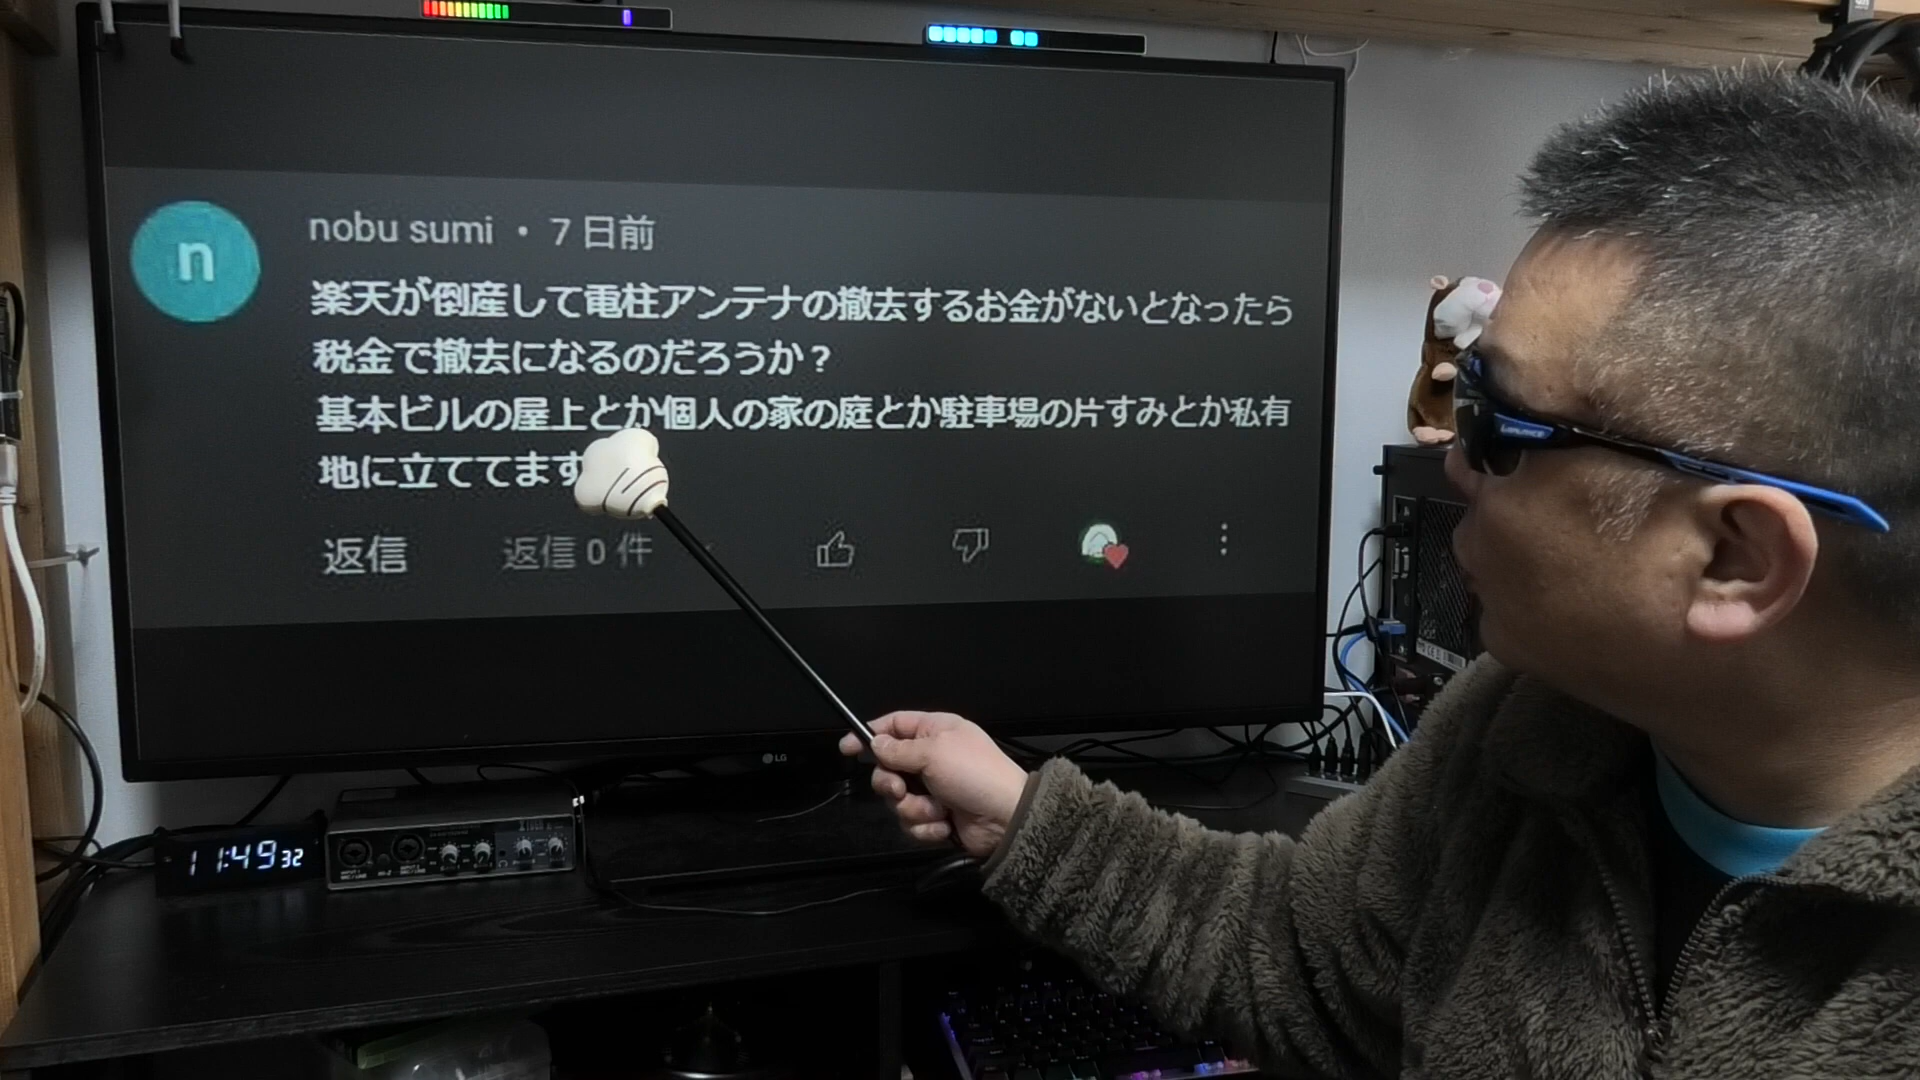 nobu sumi・7 日前
楽天が倒産して電柱アンテナの撤去するお金がないとなったら
税金で撤去になるのだろうか？
基本ビルの屋上とか個人の家の庭とか駐車場の片すみとか私有
地に立ててます
返信
返信 0 件
n
LG
11:49 32